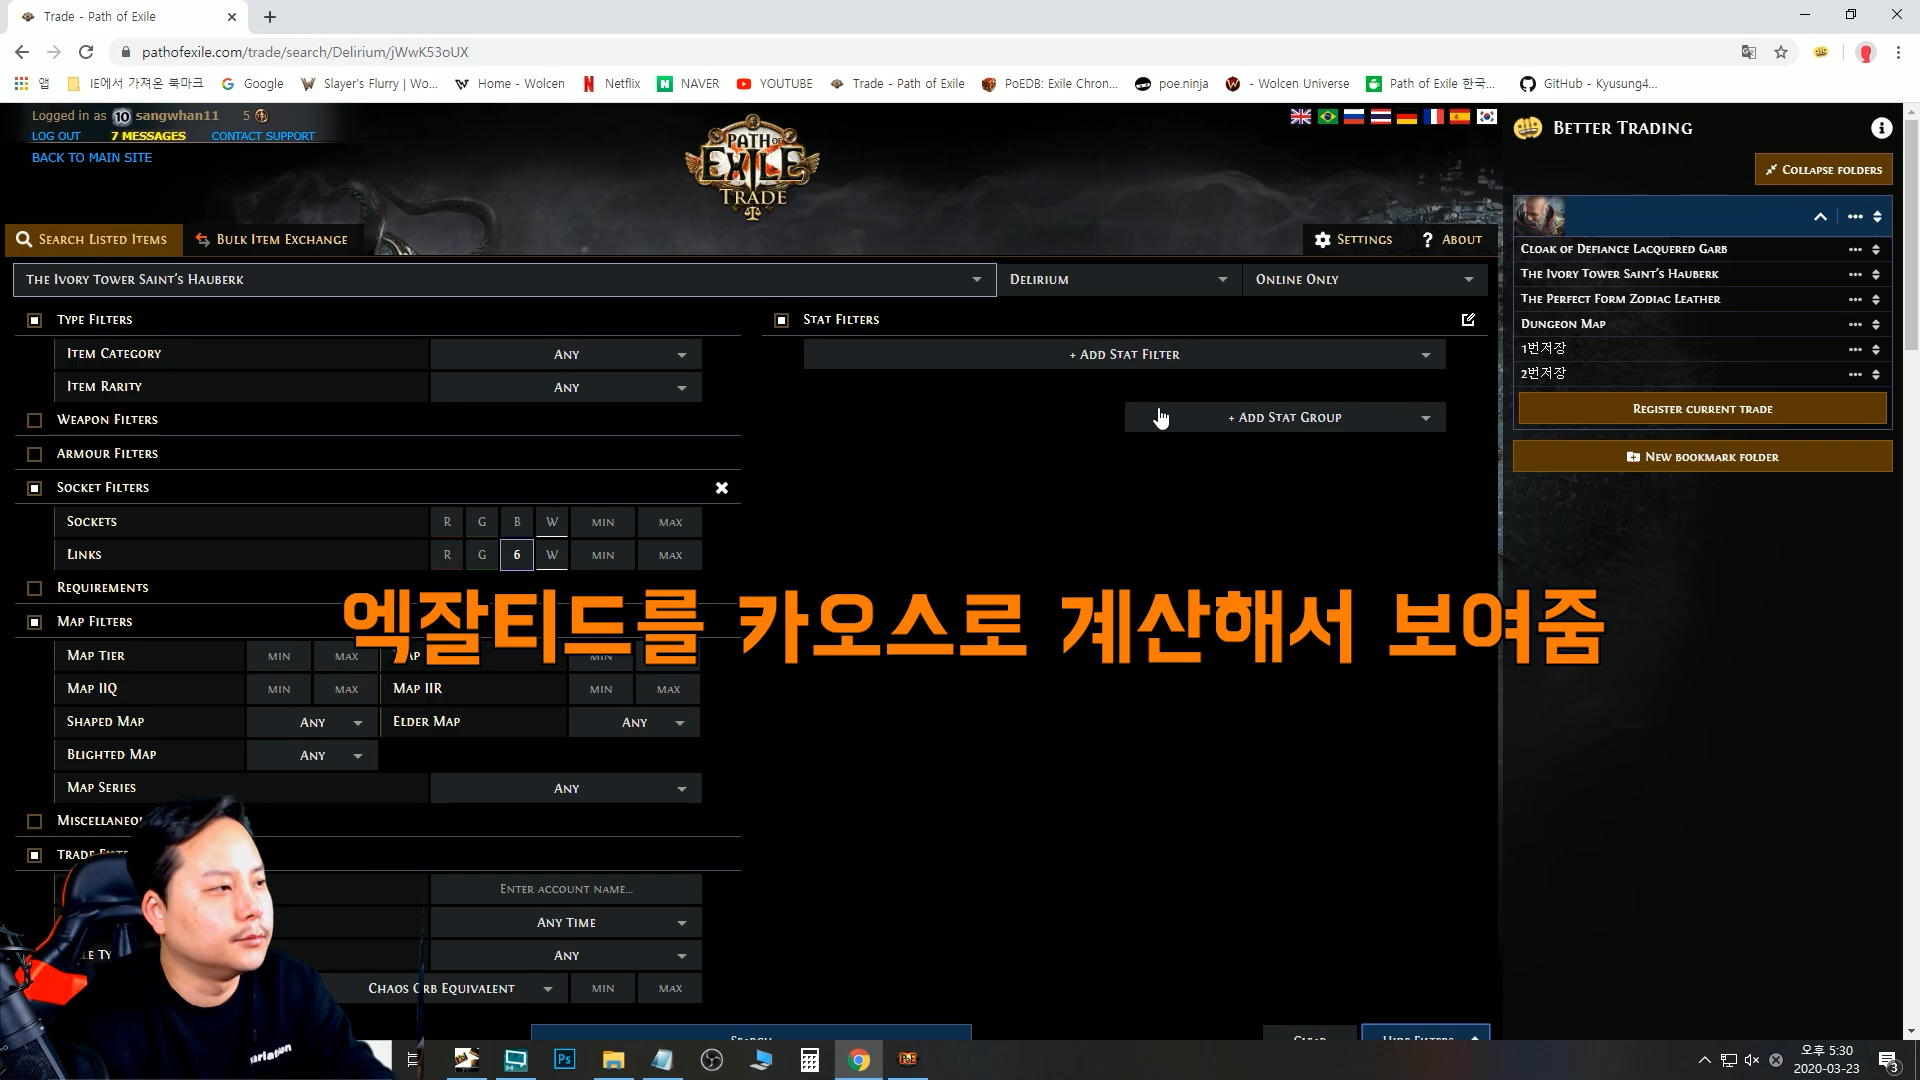 Trade - Path of Exile
pathofexile.com/trade/search/Delirium/jWwK53oUX
앱
IE에서 가져온 북마크
Google
Slayer's Flurry | Wo...
Home - Wolcen
Netflix
NAVER
YOUTUBE
Trade - Path of Exile
PoEDB: Exile Chron...
poe.ninja
- Wolcen Universe
Path of Exile 한국...
GitHub - Kyusung4...
Logged in as 10 sangwhan11 5
LOG OUT 7 MESSAGES CONTACT SUPPORT
BACK TO MAIN SITE
PATH OF EXILE TRADE
Better Trading
Collapse folders
Search Listed Items
Bulk Item Exchange
Settings
? About
The Ivory Tower Saint's Hauberk
Delirium
Online Only
Type Filters
Item Category Any
Item Rarity Any
Weapon Filters
Armour Filters
Socket Filters
Sockets R G B W MIN MAX
Links R G 6 W MIN MAX
Requirements
Map Filters
Map Tier MIN MAX MIN
Map IIQ MIN MAX Map IIR MIN MAX
Shaped Map Any Elder Map Any
Blighted Map Any
Map Series Any
Enter account name...
Any Time
Any
Chaos Orb Equivalent MIN MAX
Stat Filters
+ Add Stat Filter
+ Add Stat Group
Cloak of Defiance Lacquered Garb
The Ivory Tower Saint's Hauberk
The Perfect Form Zodiac Leather
Dungeon Map
1번저장
2번저장
Register current trade
New bookmark folder
엑잘티드를 카오스로 계산해서 보여줌
variation
Ps
오후 5:30
2020-03-23
3